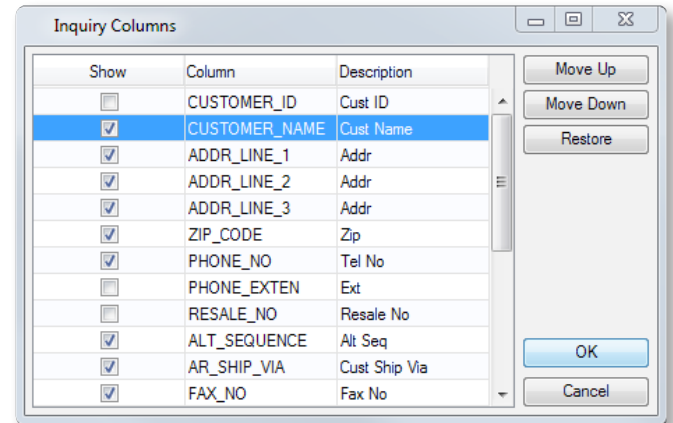 Inquiry Columns
Show Column Description
CUSTOMER_ID Cust ID
CUSTOMER_NAME Cust Name
ADDR_LINE_1 Addr
ADDR_LINE_2 Addr
ADDR_LINE_3 Addr
ZIP_CODE Zip
PHONE_NO Tel No
PHONE_EXTEN Ext
RESALE_NO Resale No
ALT_SEQUENCE Alt Seq
AR_SHIP_VIA Cust Ship Via
FAX_NO Fax No
Move Up
Move Down
Restore
OK
Cancel